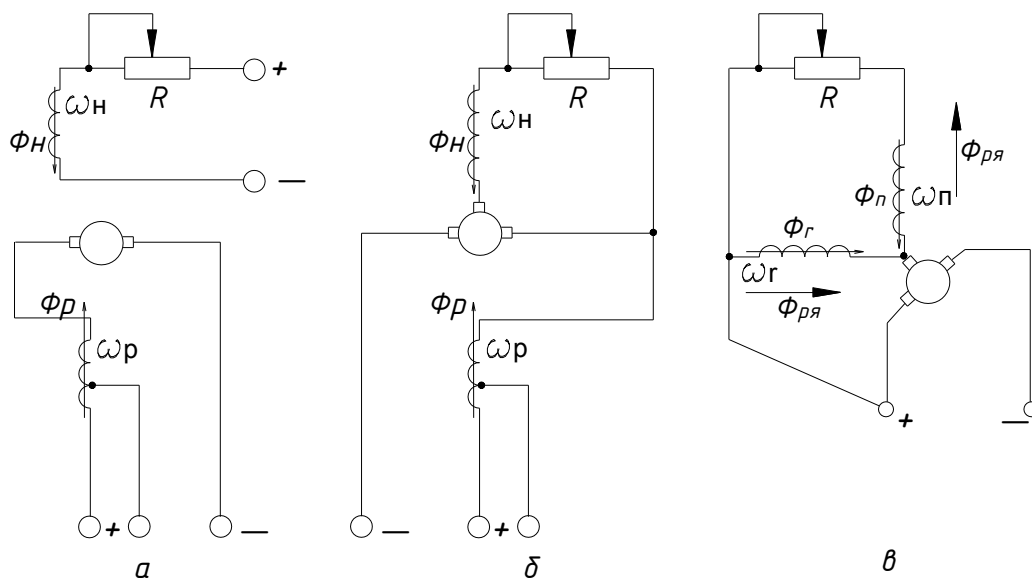 +
R
ωн
Фн
—
Фр
ωр
+
—
а
R
ωн
Фн
Фр
ωр
—
+
б
R
Фря
Фп
ωп
Фг
ωг
Фря
+
—
в